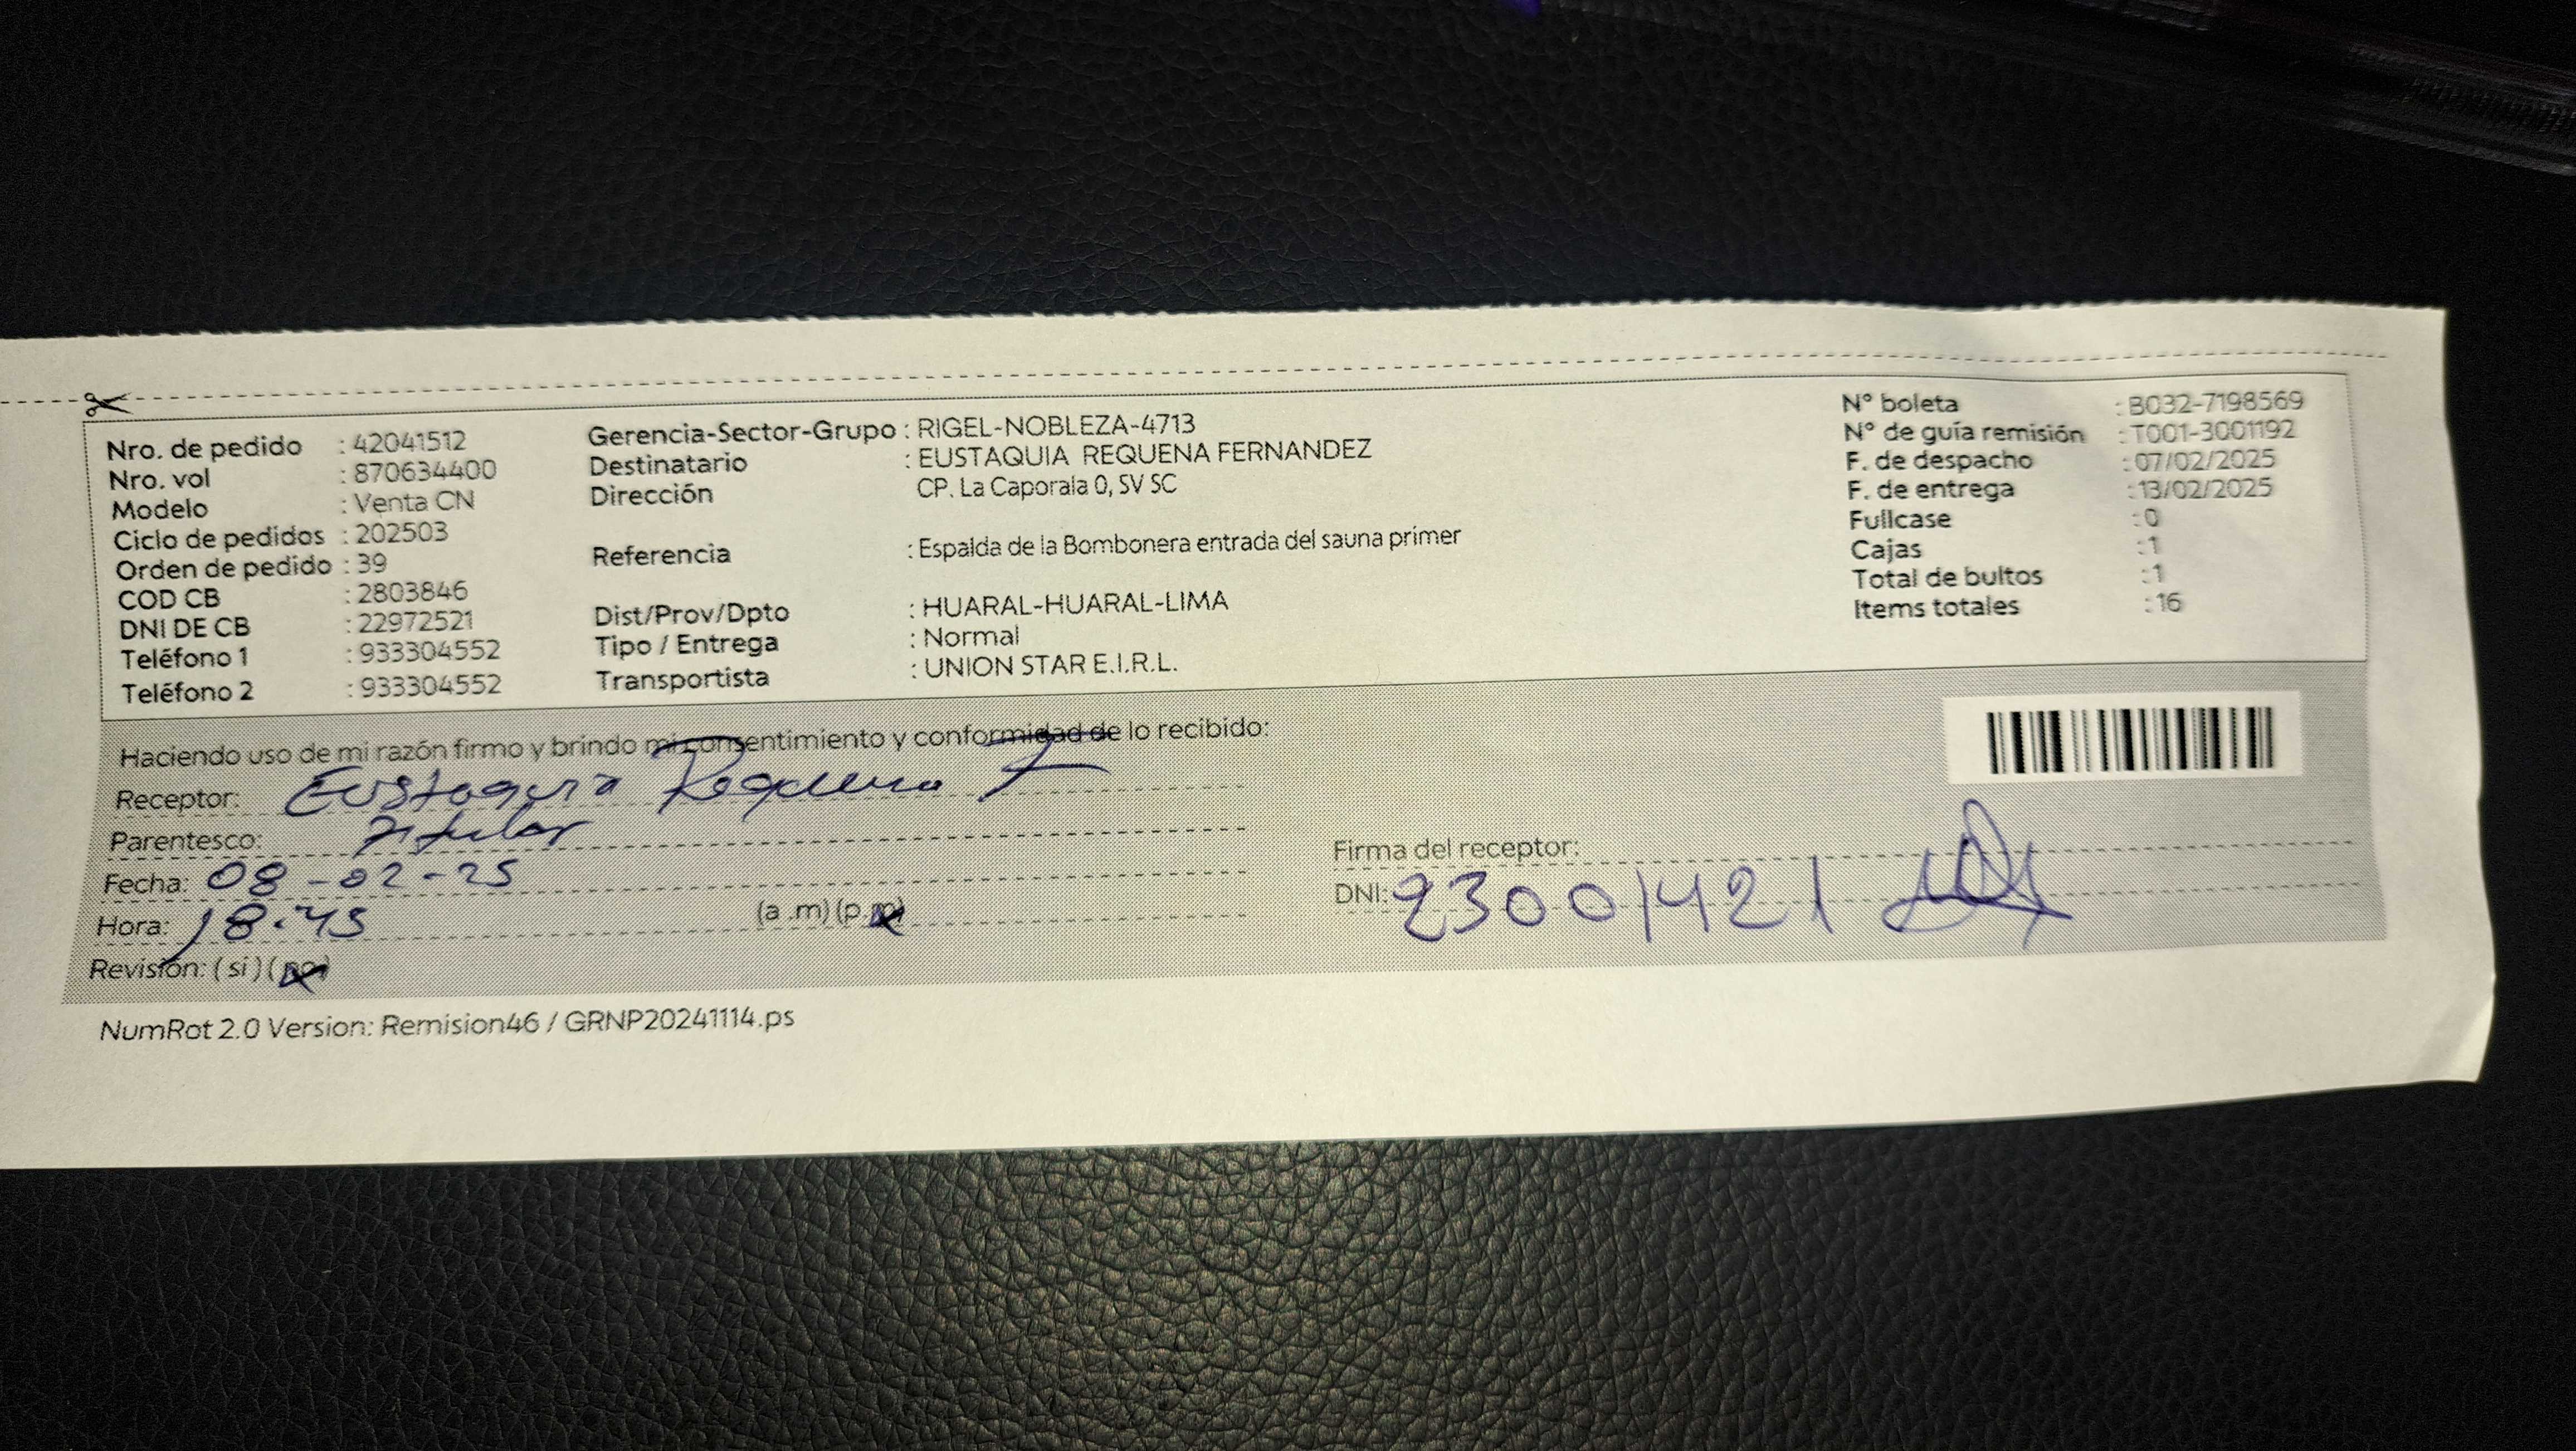 Nro. de pedido : 42041512
Nro. vol : 870634400
Modelo : Venta CN
Ciclo de pedidos : 202503
Orden de pedido : 39
COD CB : 2803846
DNI DE CB : 22972521
Teléfono 1 : 933304552
Teléfono 2 : 933304552
Gerencia-Sector-Grupo : RIGEL-NOBLEZA-4713
Destinatario : EUSTAQUIA REQUENA FERNANDEZ
Dirección CP. La Caporala 0, SV SC
Referencia : Espalda de la Bombonera entrada del sauna primer
Dist/Prov/Dpto : HUARAL-HUARAL-LIMA
Tipo / Entrega : Normal
Transportista : UNION STAR E.I.R.L.
N° boleta : B032-7198569
N° de guía remisión : T001-3001192
F. de despacho : 07/02/2025
F. de entrega : 13/02/2025
Fullcase : 0
Cajas : 1
Total de bultos : 1
Items totales : 16
Haciendo uso de mi razón firmo y brindo mi consentimiento y conformidad de lo recibido:
Receptor: Eustaquia Requena F
Parentesco: Titular
Fecha: 08-02-25
Hora: 18:45 (a.m) (p.m)
Revisión: (si) (no)
Firma del receptor:
DNI: 23001421
NumRot 2.0 Version: Remision46 / GRNP20241114.ps